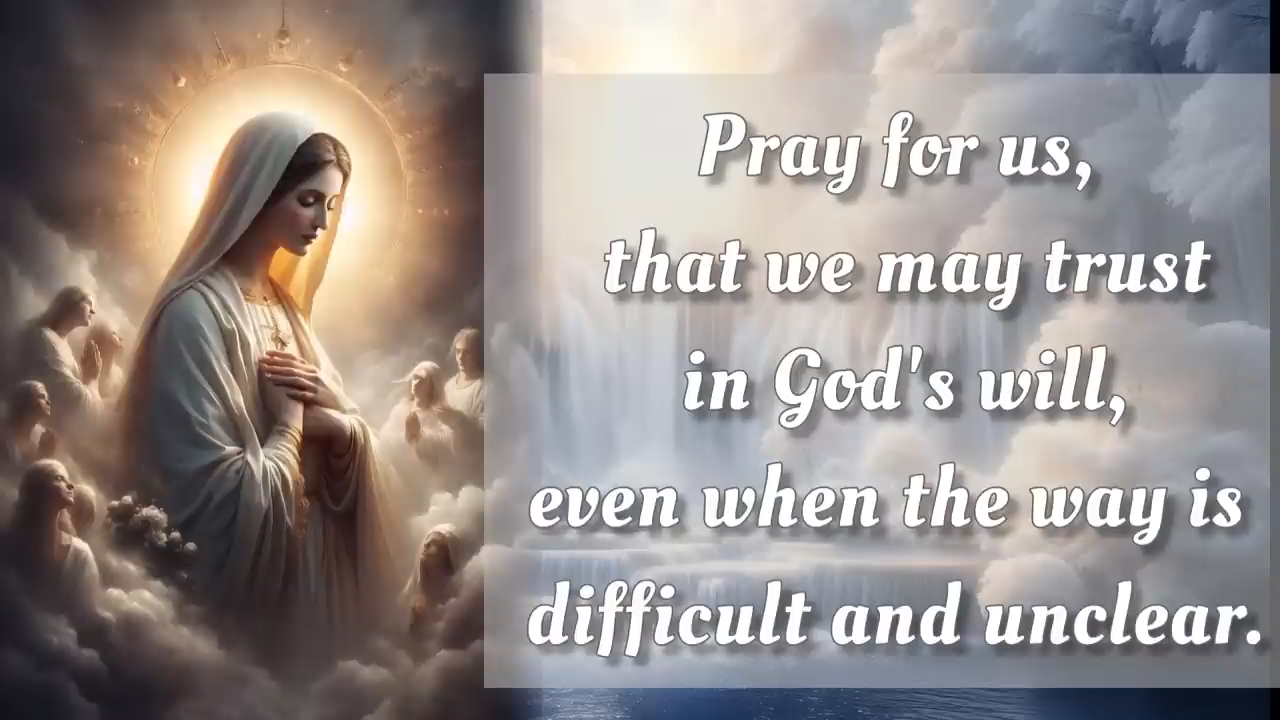 Pray for us,
that we may trust
in God's will,
even when the way is
difficult and unclear.